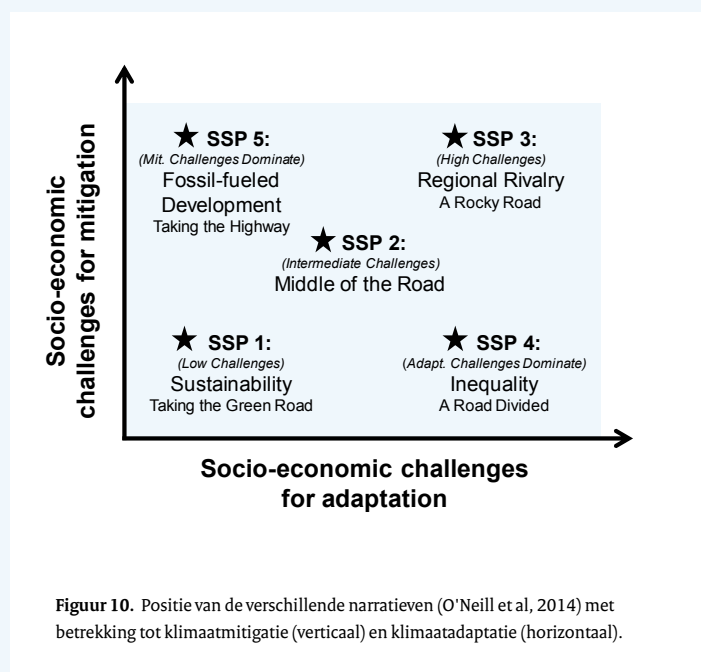 Socio-economic
challenges for mitigation
SSP 5:
(Mit. Challenges Dominate)
Fossil-fueled
Development
Taking the Highway
SSP 3:
(High Challenges)
Regional Rivalry
A Rocky Road
SSP 2:
(Intermediate Challenges)
Middle of the Road
SSP 1:
(Low Challenges)
Sustainability
Taking the Green Road
SSP 4:
(Adapt. Challenges Dominate)
Inequality
A Road Divided
Socio-economic challenges
for adaptation
Figuur 10. Positie van de verschillende narratieven (O'Neill et al, 2014) met
betrekking tot klimaatmitigatie (verticaal) en klimaatadaptatie (horizontaal).